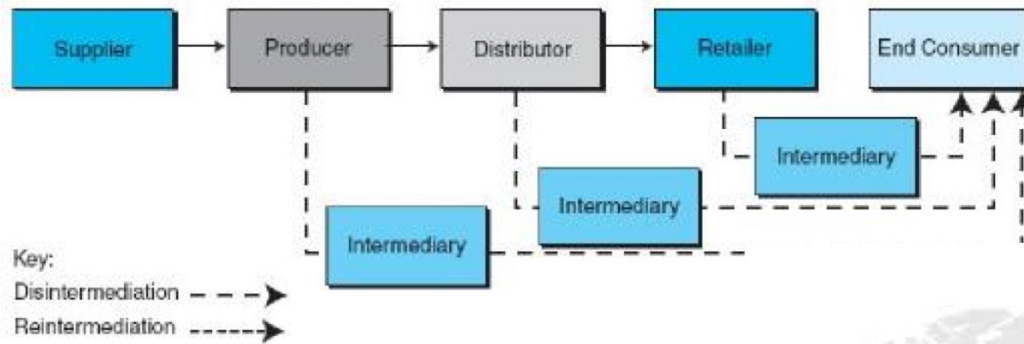 Supplier
Producer
Distributor
Retailer
End Consumer
Intermediary
Intermediary
Intermediary
Key:
Disintermediation
Reintermediation